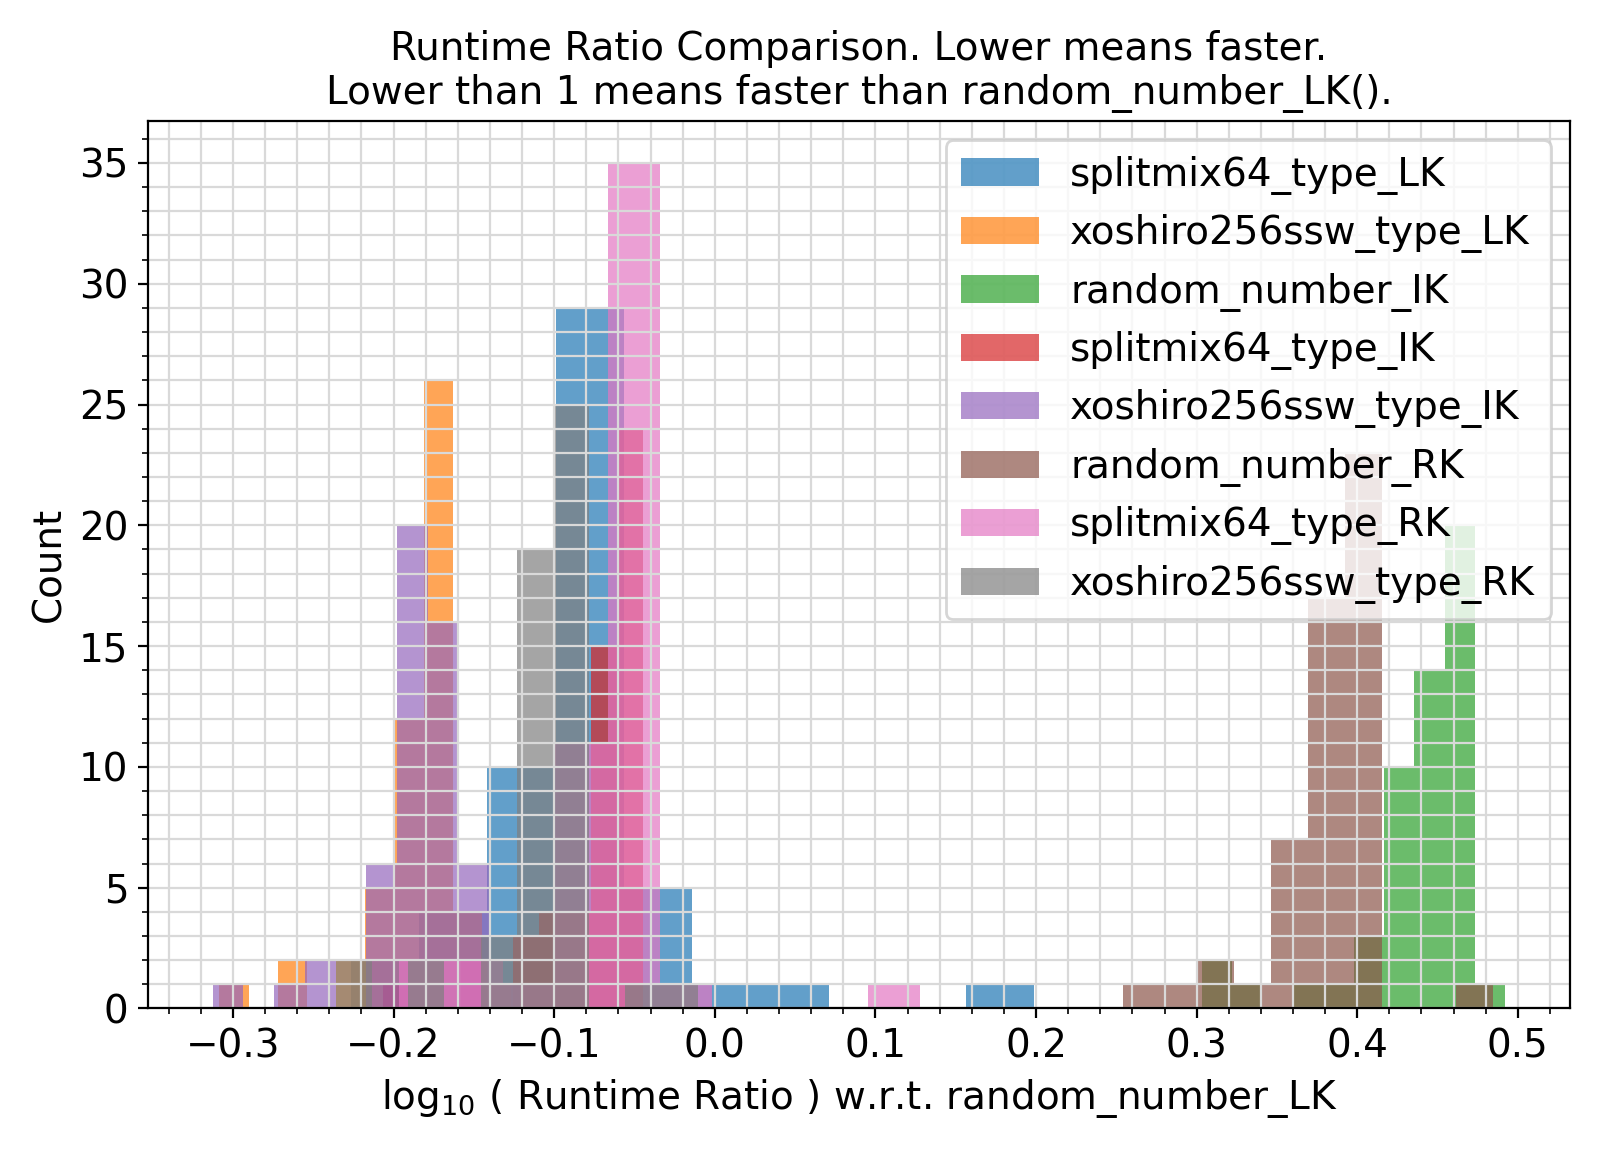 Runtime Ratio Comparison. Lower means faster.
Lower than 1 means faster than random_number_LK().
35
30
25
20
15
10
5
0
Count
splitmix64_type_LK
xoshiro256ssw_type_LK
random_number_IK
splitmix64_type_IK
xoshiro256ssw_type_IK
random_number_RK
splitmix64_type_RK
xoshiro256ssw_type_RK
−0.3 −0.2 −0.1 0.0 0.1 0.2 0.3 0.4 0.5
log₁₀ ( Runtime Ratio ) w.r.t. random_number_LK